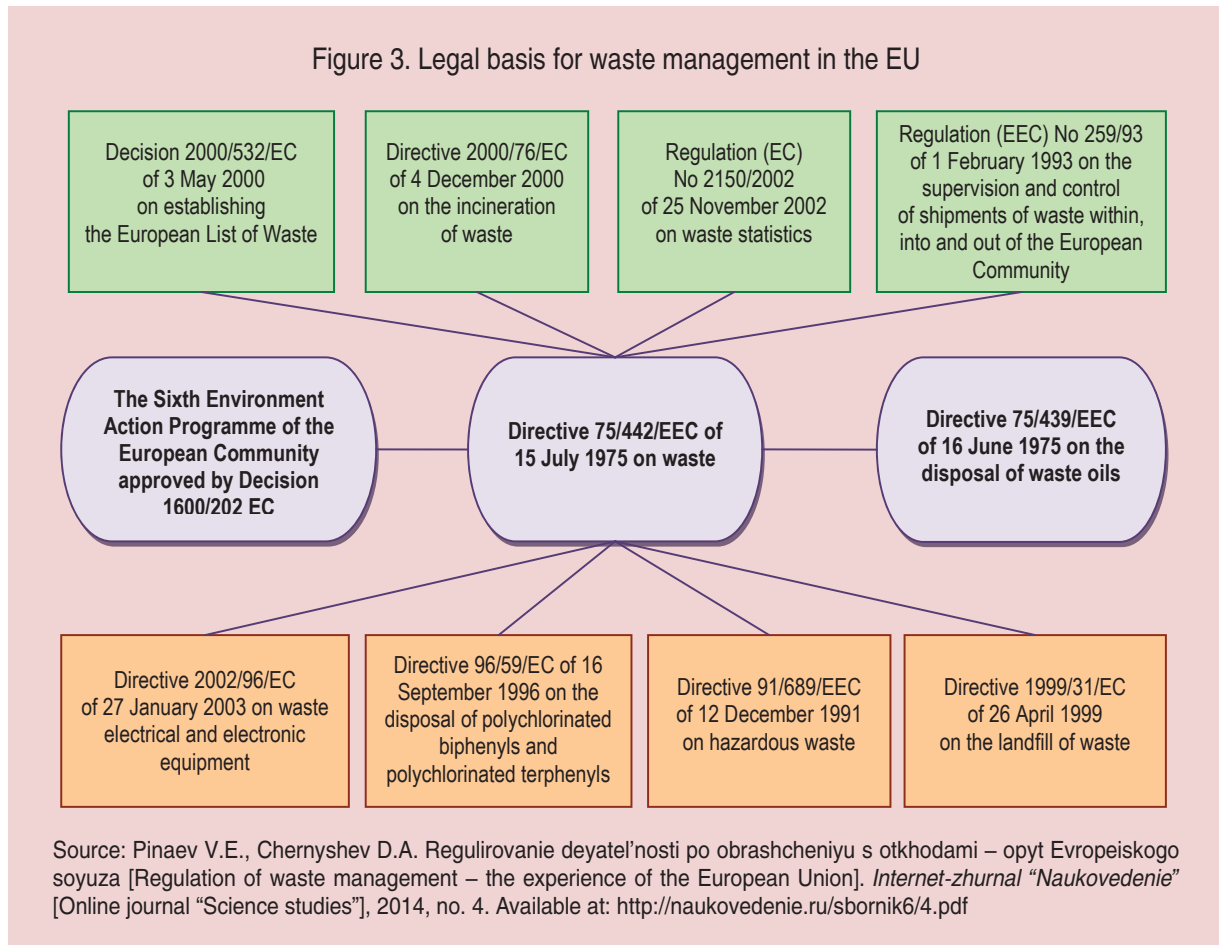 Figure 3. Legal basis for waste management in the EU
Decision 2000/532/EC
of 3 May 2000
on establishing
the European List of Waste
Directive 2000/76/EC
of 4 December 2000
on the incineration
of waste
Regulation (EC)
No 2150/2002
of 25 November 2002
on waste statistics
Regulation (EEC) No 259/93
of 1 February 1993 on the
supervision and control
of shipments of waste within,
into and out of the European
Community
The Sixth Environment
Action Programme of the
European Community
approved by Decision
1600/202 EC
Directive 75/442/EEC of
15 July 1975 on waste
Directive 75/439/EEC
of 16 June 1975 on the
disposal of waste oils
Directive 2002/96/EC
of 27 January 2003 on waste
electrical and electronic
equipment
Directive 96/59/EC of 16
September 1996 on the
disposal of polychlorinated
biphenyls and
polychlorinated terphenyls
Directive 91/689/EEC
of 12 December 1991
on hazardous waste
Directive 1999/31/EC
of 26 April 1999
on the landfill of waste
Source: Pinaev V.E., Chernyshev D.A. Regulirovanie deyatel'nosti po obrashcheniyu s otkhodami – opyt Evropeiskogo
soyuza [Regulation of waste management – the experience of the European Union]. Internet-zhurnal “Naukovedenie”
[Online journal “Science studies”], 2014, no. 4. Available at: http://naukovedenie.ru/sbornik6/4.pdf